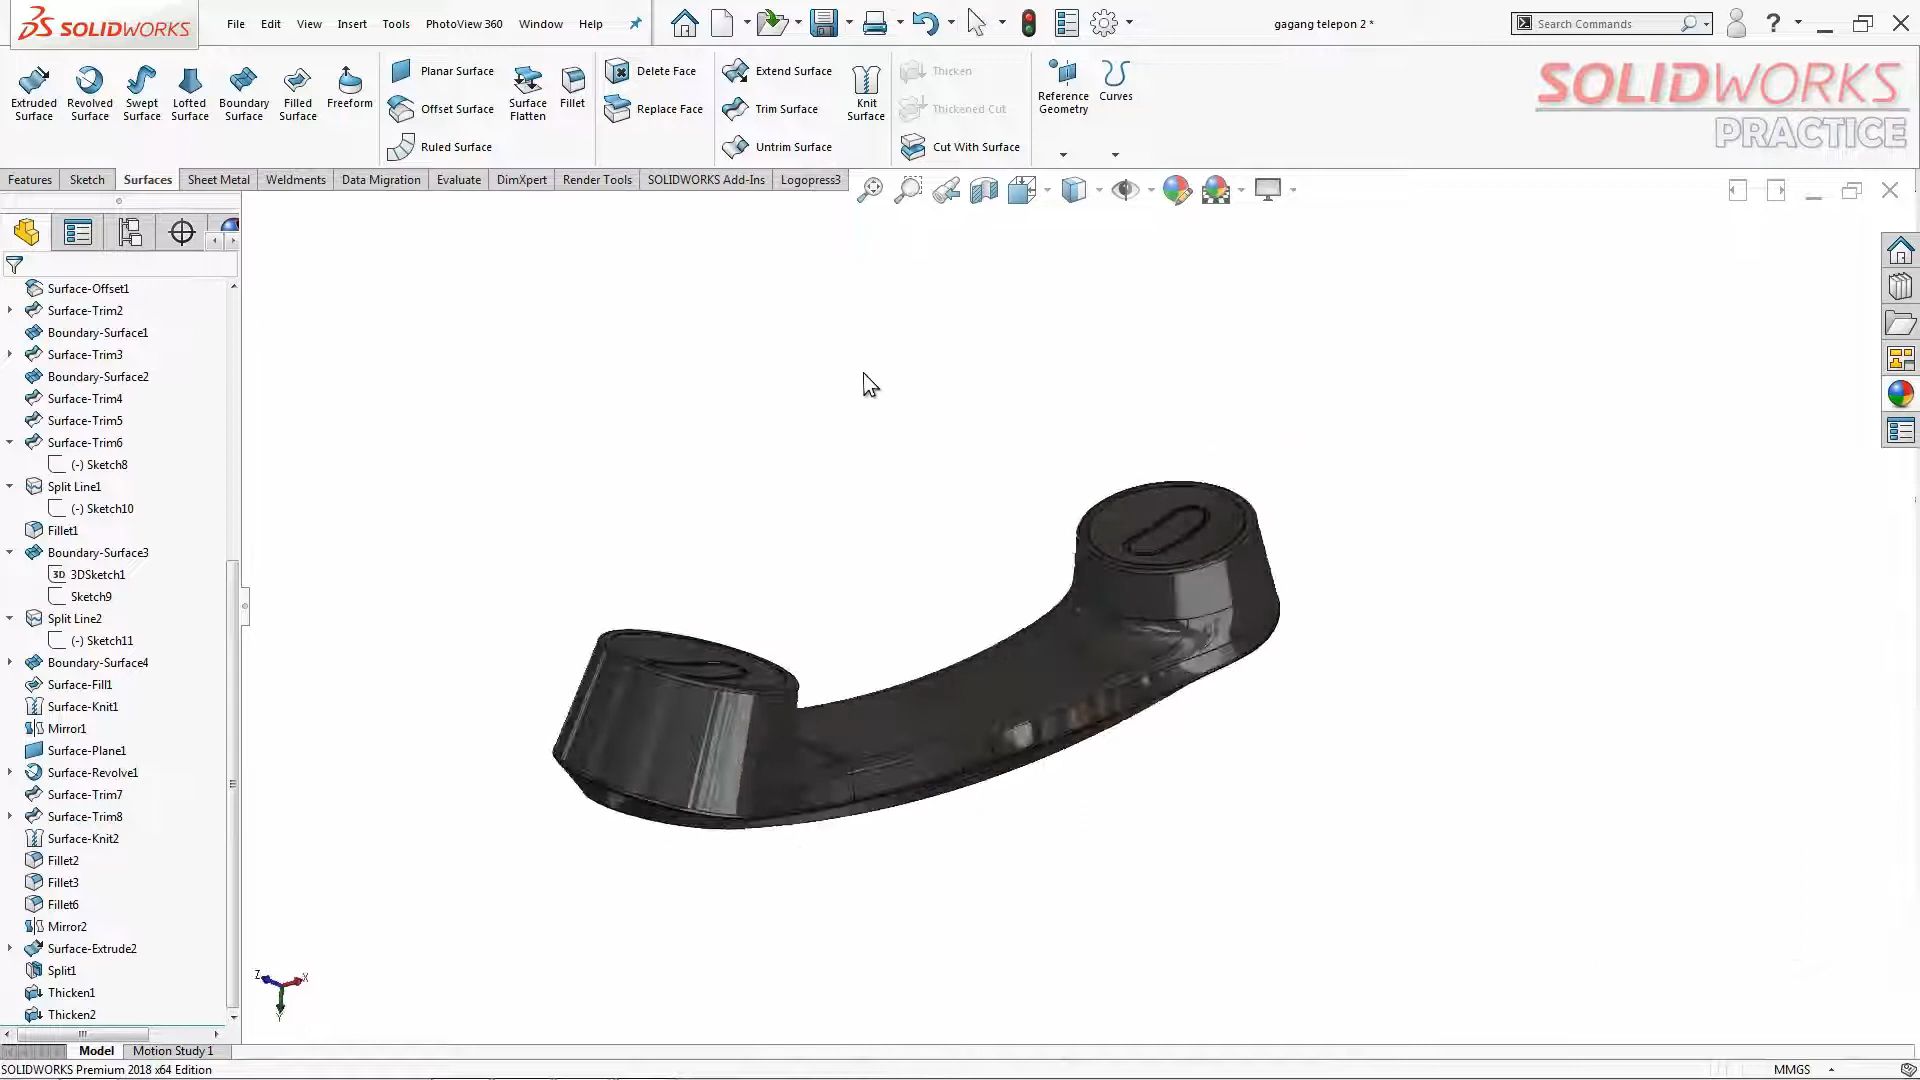 SOLIDWORKS
File Edit View Insert Tools PhotoView 360 Window Help
gagang telepon 2 *
Search Commands
?
Extruded Surface
Revolved Surface
Swept Surface
Lofted Surface
Boundary Surface
Filled Surface
Freeform
Planar Surface
Offset Surface
Ruled Surface
Surface Flatten
Fillet
Delete Face
Replace Face
Extend Surface
Trim Surface
Untrim Surface
Knit Surface
Thicken
Thickened Cut
Cut With Surface
Reference Geometry
Curves
SOLIDWORKS
PRACTICE
Features Sketch Surfaces Sheet Metal Weldments Data Migration Evaluate DimXpert Render Tools SOLIDWORKS Add-Ins Logopress3
Surface-Offset1
Surface-Trim2
Boundary-Surface1
Surface-Trim3
Boundary-Surface2
Surface-Trim4
Surface-Trim5
Surface-Trim6
(-) Sketch8
Split Line1
(-) Sketch10
Fillet1
Boundary-Surface3
3D 3DSketch1
Sketch9
Split Line2
(-) Sketch11
Boundary-Surface4
Surface-Fill1
Surface-Knit1
Mirror1
Surface-Plane1
Surface-Revolve1
Surface-Trim7
Surface-Trim8
Surface-Knit2
Fillet2
Fillet3
Fillet6
Mirror2
Surface-Extrude2
Split1
Thicken1
Thicken2
Z X
Y
Model Motion Study 1
SOLIDWORKS Premium 2018 x64 Edition
MMGS